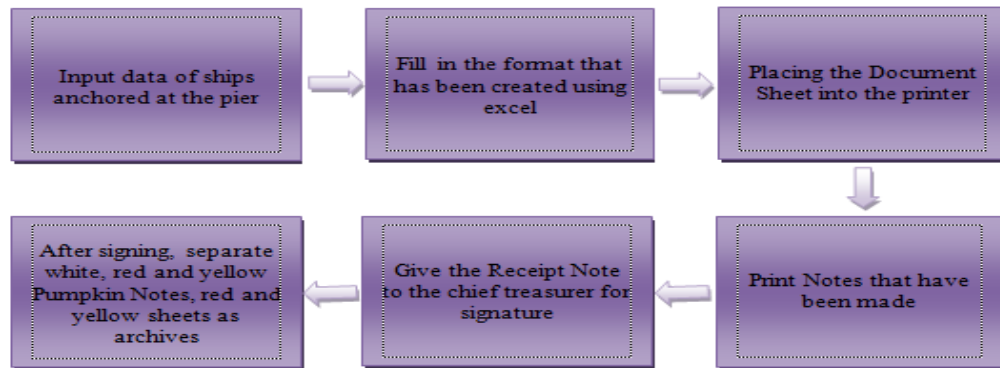 Input data of ships
anchored at the pier
Fill in the format that
has been created using
excel
Placing the Document
Sheet into the printer
Print Notes that have
been made
Give the Receipt Note
to the chief treasurer for
signature
After signing, separate
white, red and yellow
Pumpkin Notes, red and
yellow sheets as
archives